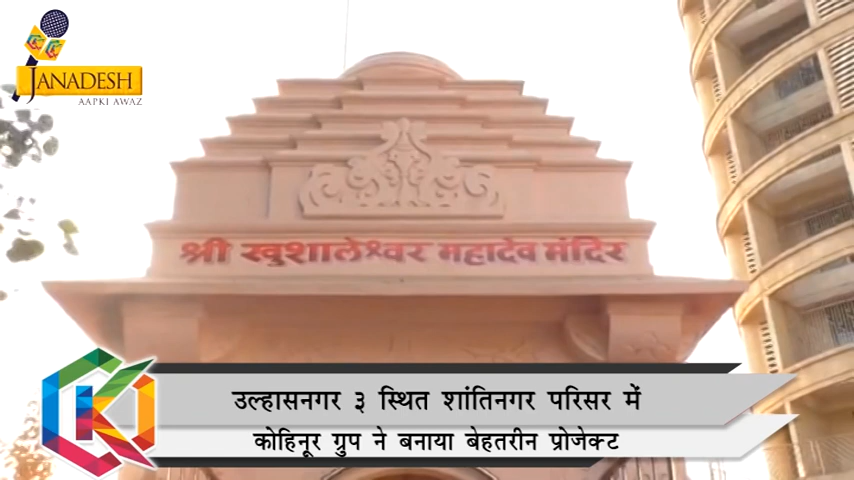 JANADESH
AAPKI AWAZ
श्री खुशालेश्वर महादेव मंदिर
उल्हासनगर ३ स्थित शांतिनगर परिसर में
कोहिनूर ग्रुप ने बनाया बेहतरीन प्रोजेक्ट